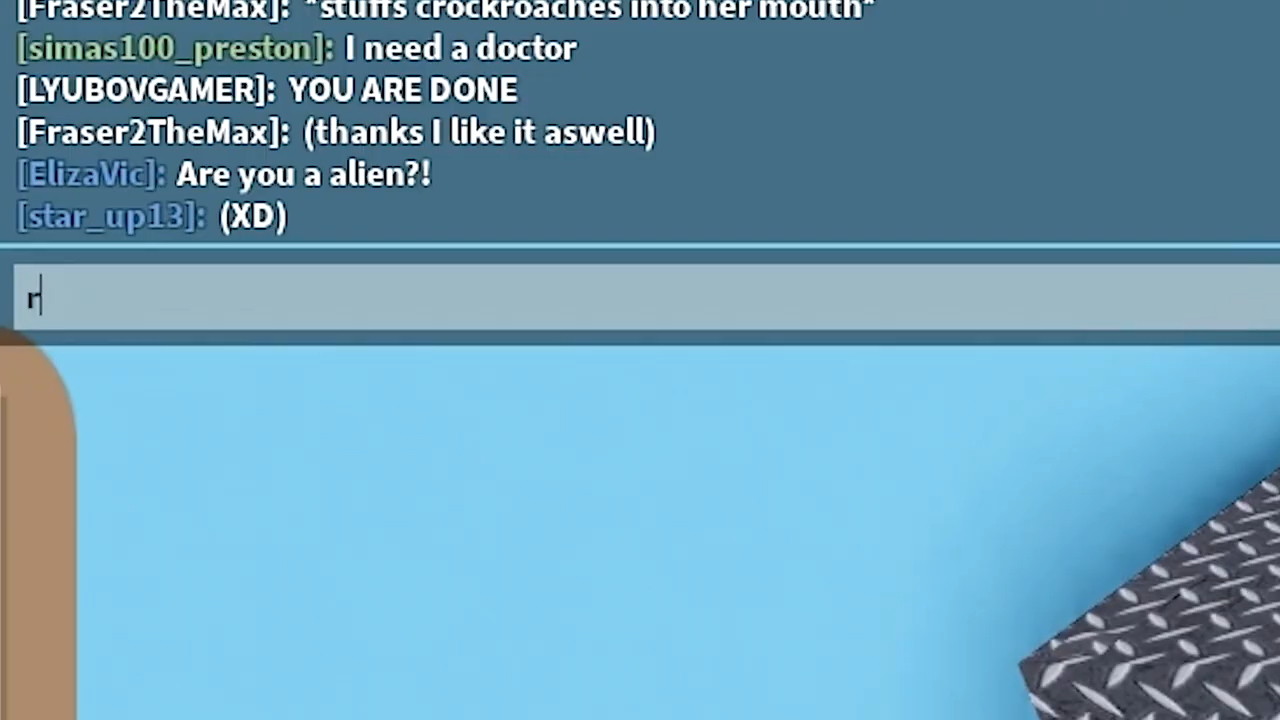 [Fraser2TheMax]: *stuffs crockroaches into her mouth*
[simas100_preston]: I need a doctor
[LYUBOVGAMER]: YOU ARE DONE
[Fraser2TheMax]: (thanks I like it aswell)
[ElizaVic]: Are you a alien?!
[star_up13]: (XD)
r